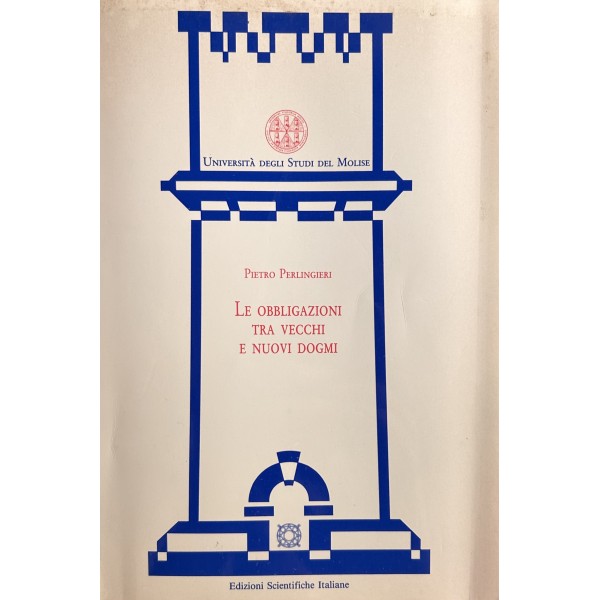 Università degli Studi del Molise
Pietro Perlingieri
Le obbligazioni
tra vecchi
e nuovi dogmi
Edizioni Scientifiche Italiane